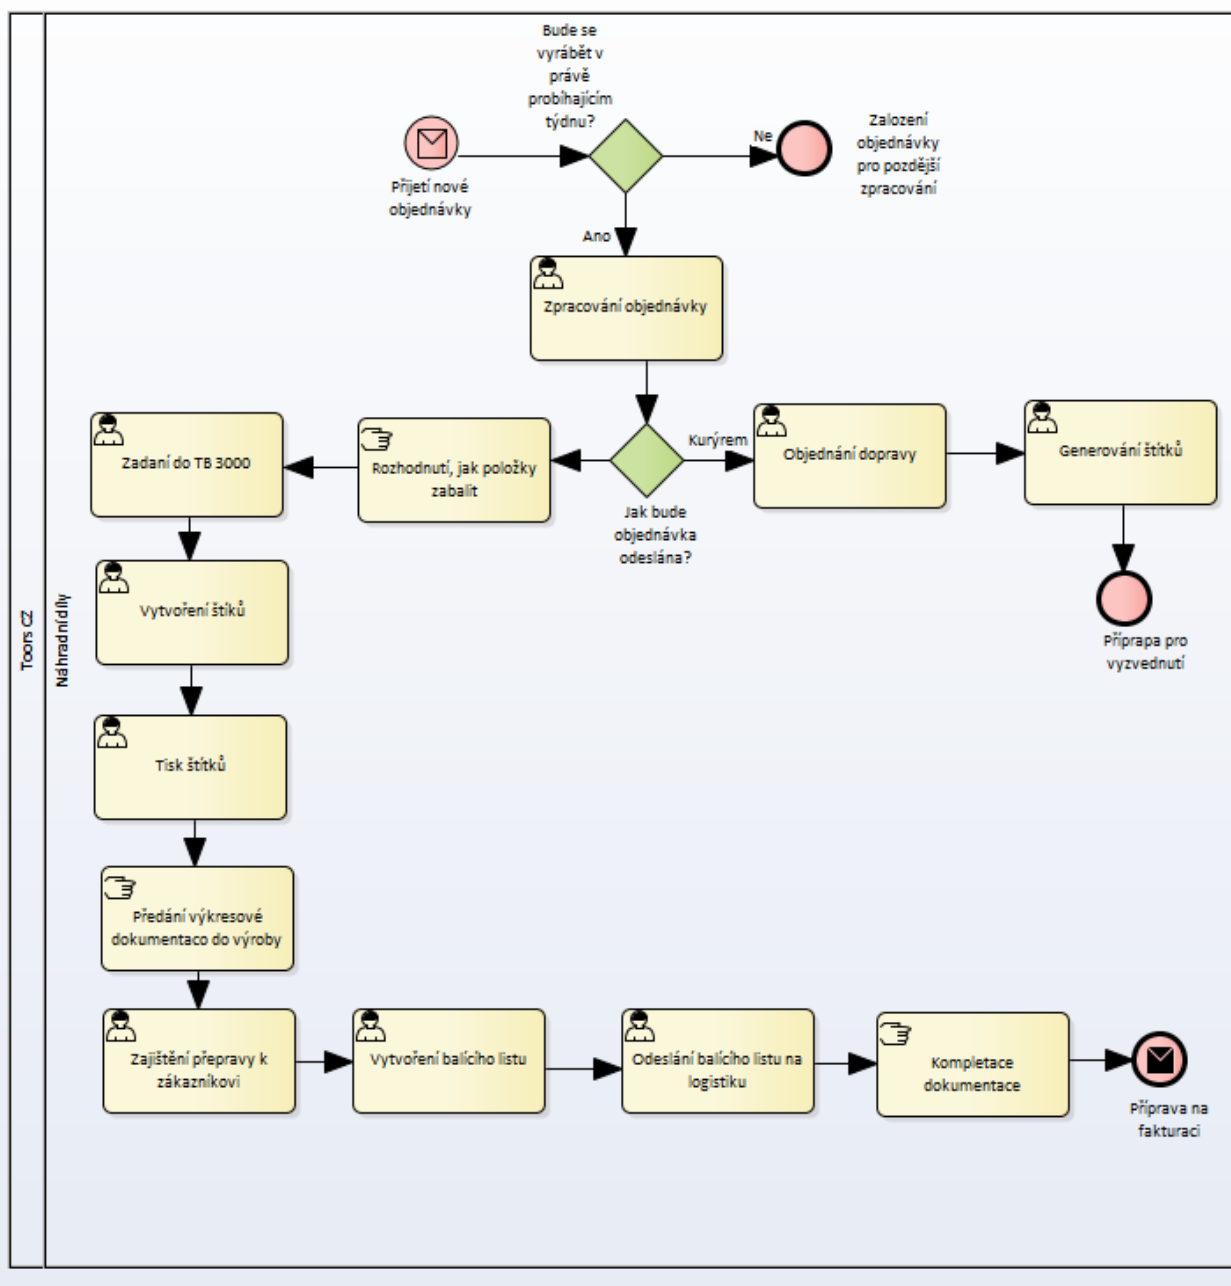 Toors CZ
Náhradní díly
Bude se
vyrábět v
právě
probíhajícím
týdnu?
Přijetí nové
objednávky
Ne
Zalození
objednávky
pro pozdější
zpracování
Ano
Zpracování objednávky
Zadaní do TB 3000
Rozhodnutí, jak položky
zabalit
Kurýrem
Jak bude
objednávka
odeslána?
Objednání dopravy
Generování štítků
Příprapa pro
vyzvednutí
Vytvoření štíků
Tisk štítků
Předání výkresové
dokumentaco do výroby
Zajištění přepravy k
zákazníkovi
Vytvoření balícího listu
Odeslání balícího listu na
logistiku
Kompletace
dokumentace
Příprava na
fakturaci